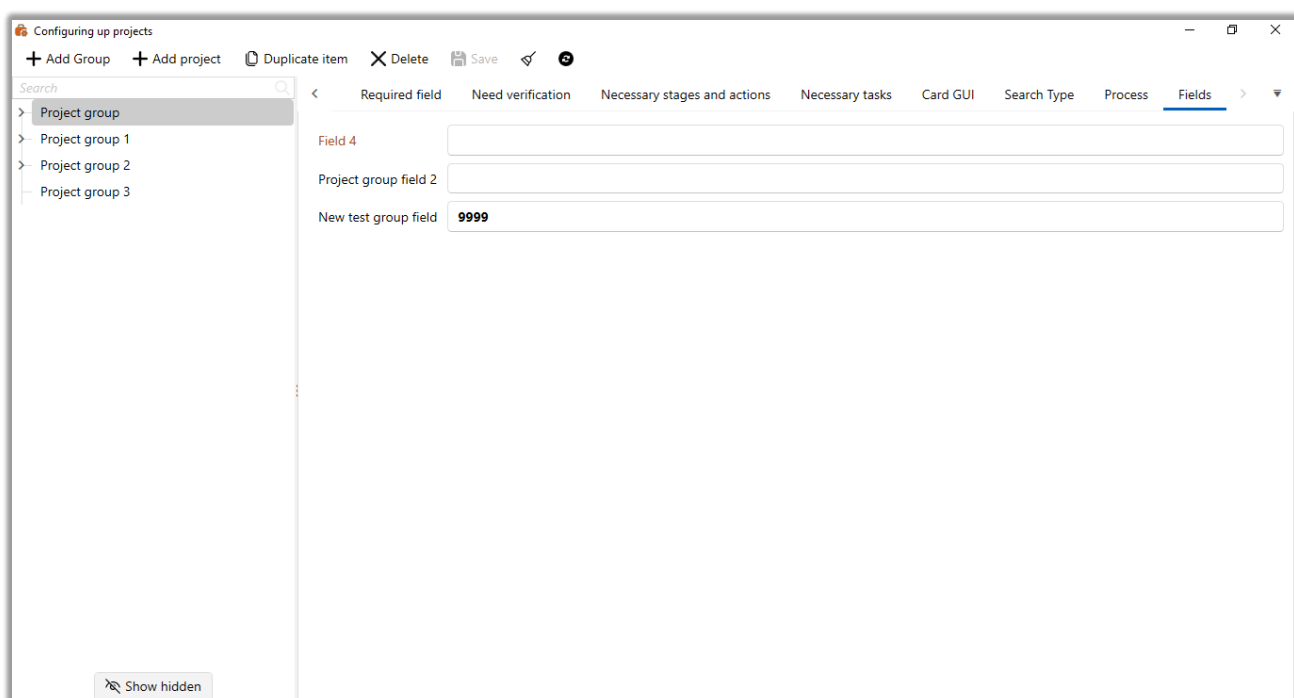 Configuring up projects
Add Group Add project Duplicate item Delete Save
Search
Required field Need verification Necessary stages and actions Necessary tasks Card GUI Search Type Process Fields
Project group
Project group 1
Project group 2
Project group 3
Field 4
Project group field 2
New test group field 9999
Show hidden